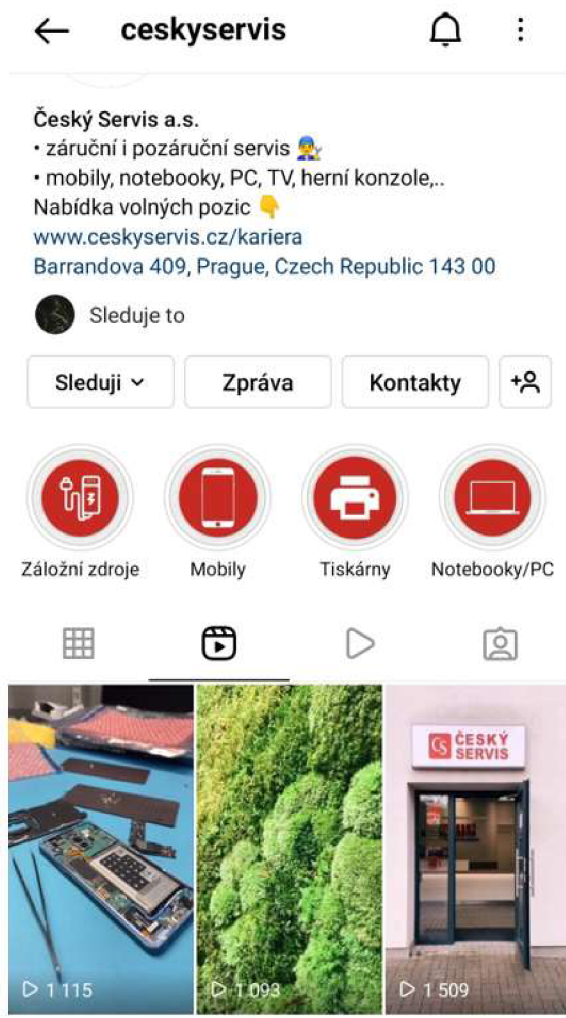 ceskyservis
Český Servis a.s.
• záruční i pozáruční servis
• mobily, notebooky, PC, TV, herní konzole,..
Nabídka volných pozic
www.ceskyservis.cz/kariera
Barrandova 409, Prague, Czech Republic 143 00
Sleduje to
Sleduji
Zpráva
Kontakty
Záložní zdroje
Mobily
Tiskárny
Notebooky/PC
CS ČESKÝ
SERVIS
1 115
1 093
1 509